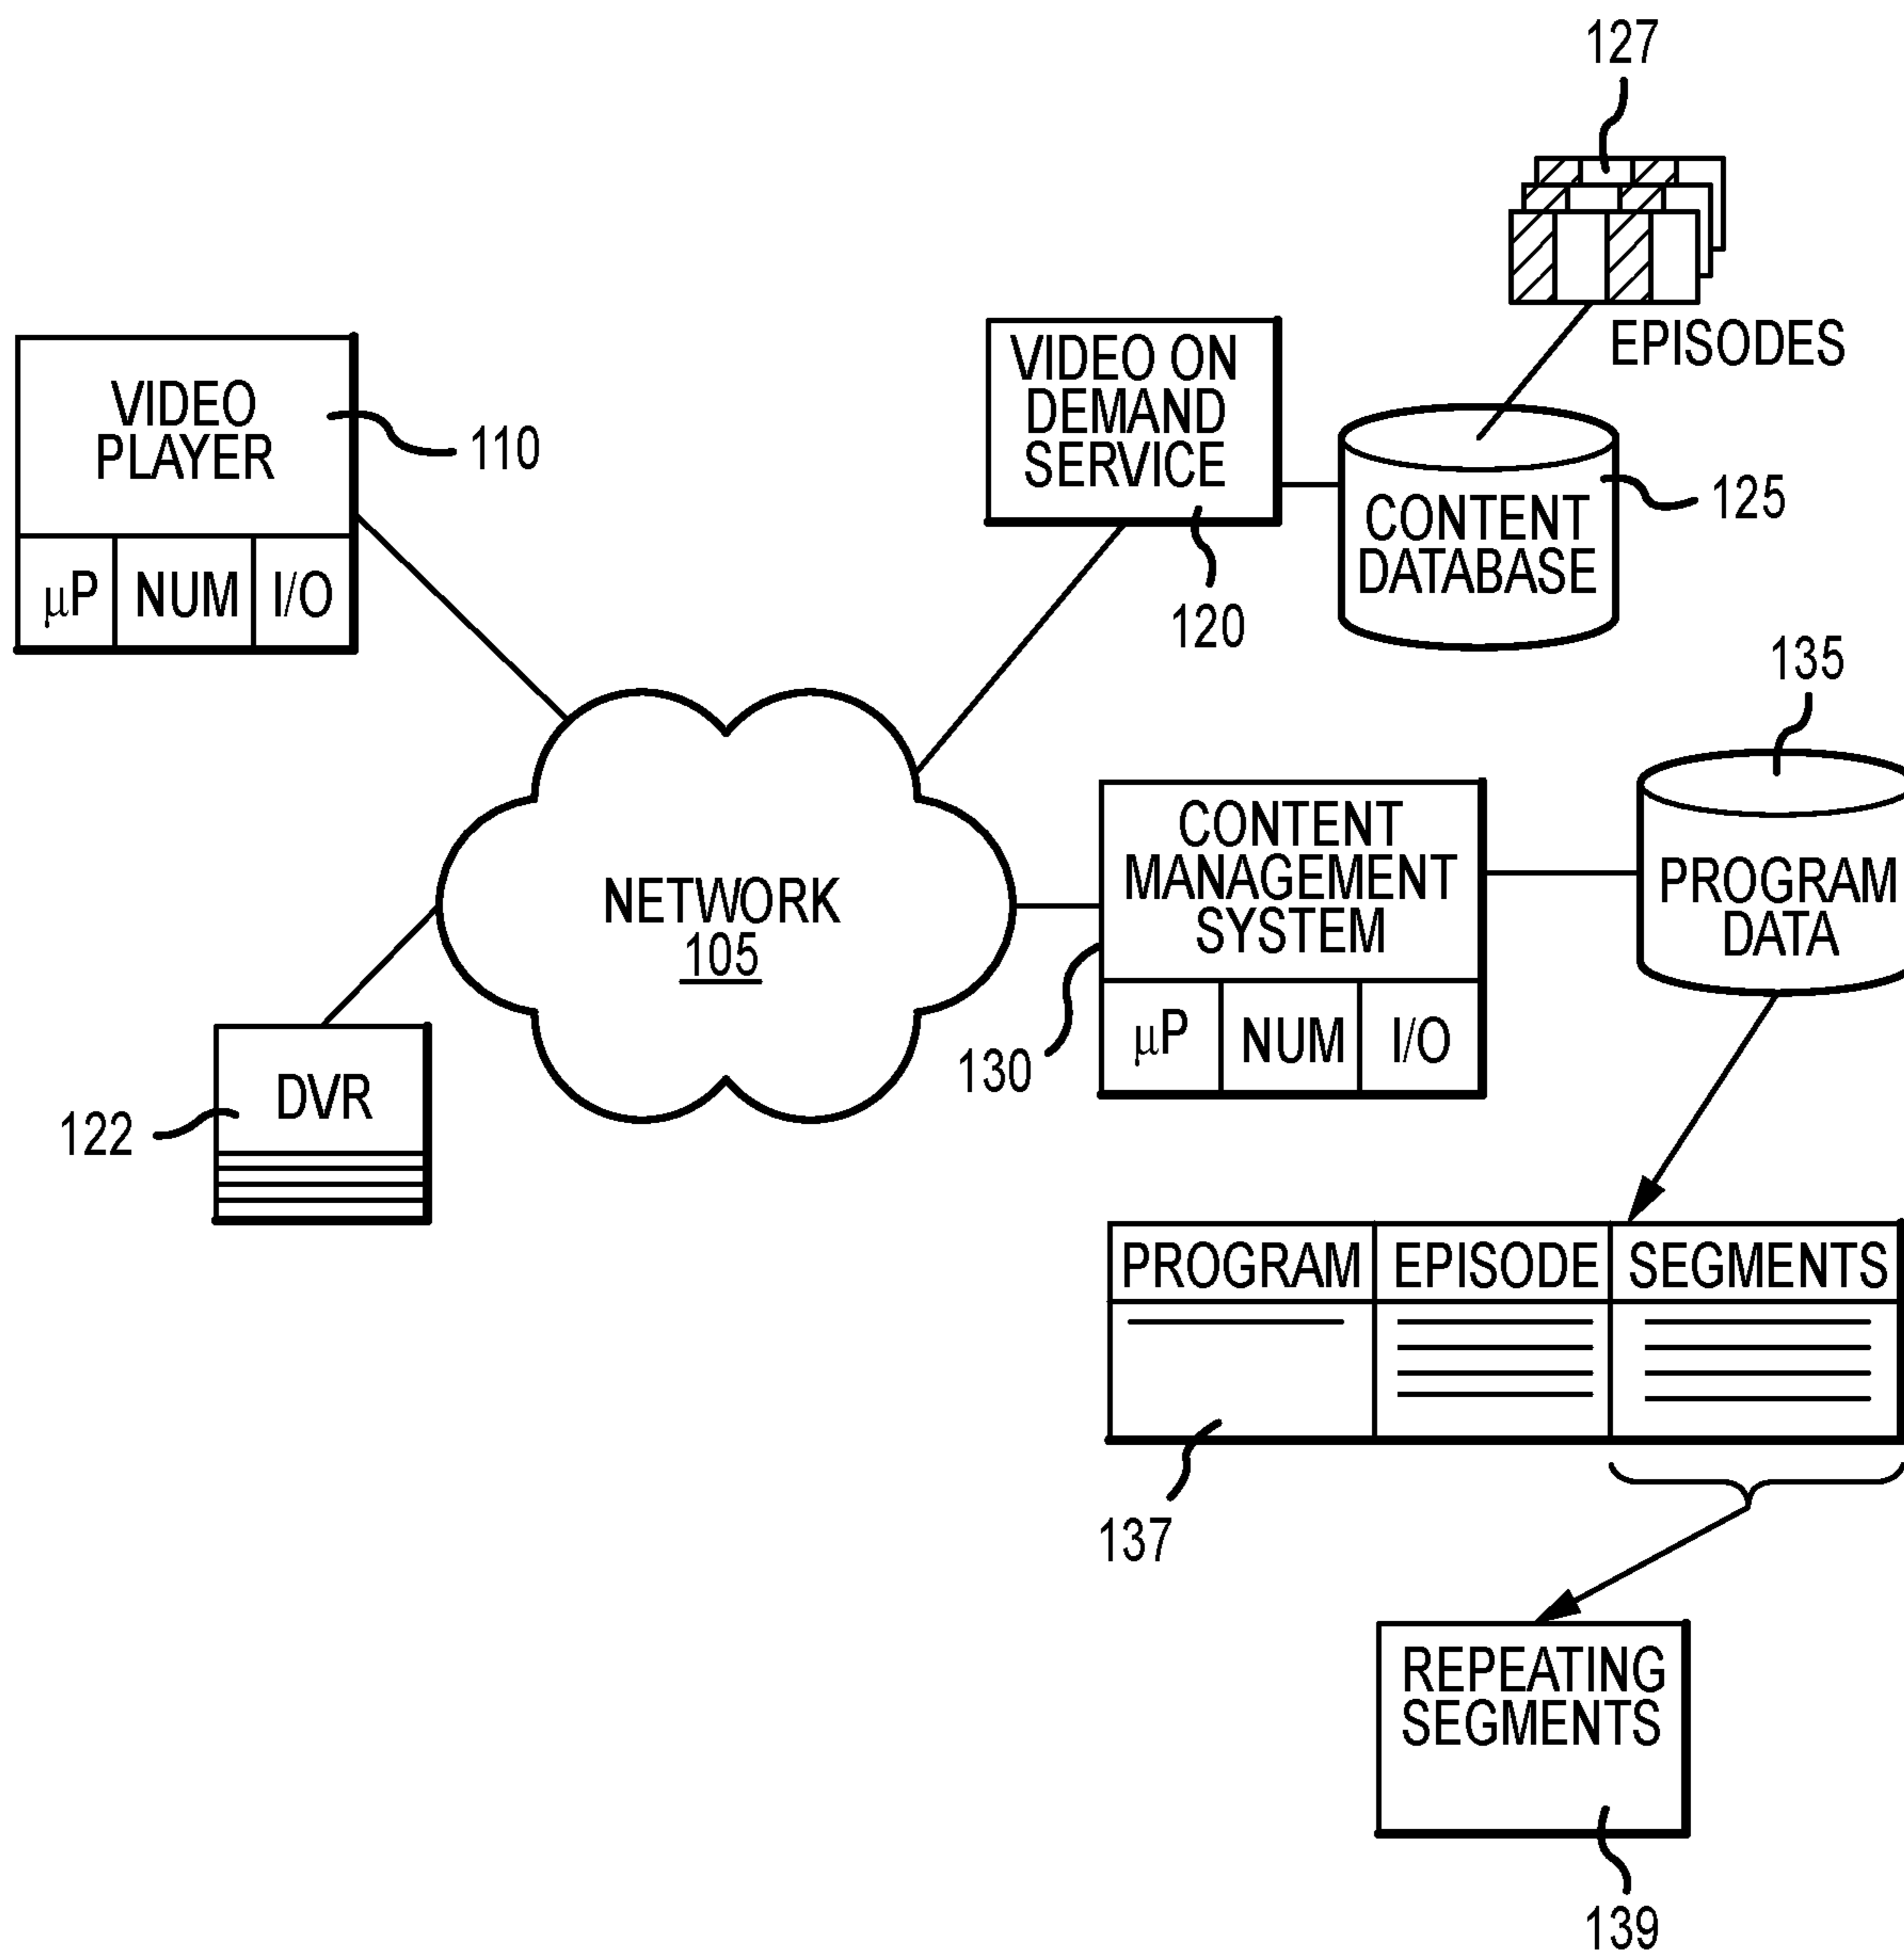 127
EPISODES
VIDEO
PLAYER
110
μP NUM I/O
VIDEO ON
DEMAND
SERVICE
120
CONTENT
DATABASE
125
135
PROGRAM
DATA
NETWORK
105
CONTENT
MANAGEMENT
SYSTEM
130
μP NUM I/O
DVR
122
PROGRAM EPISODE SEGMENTS
137
REPEATING
SEGMENTS
139